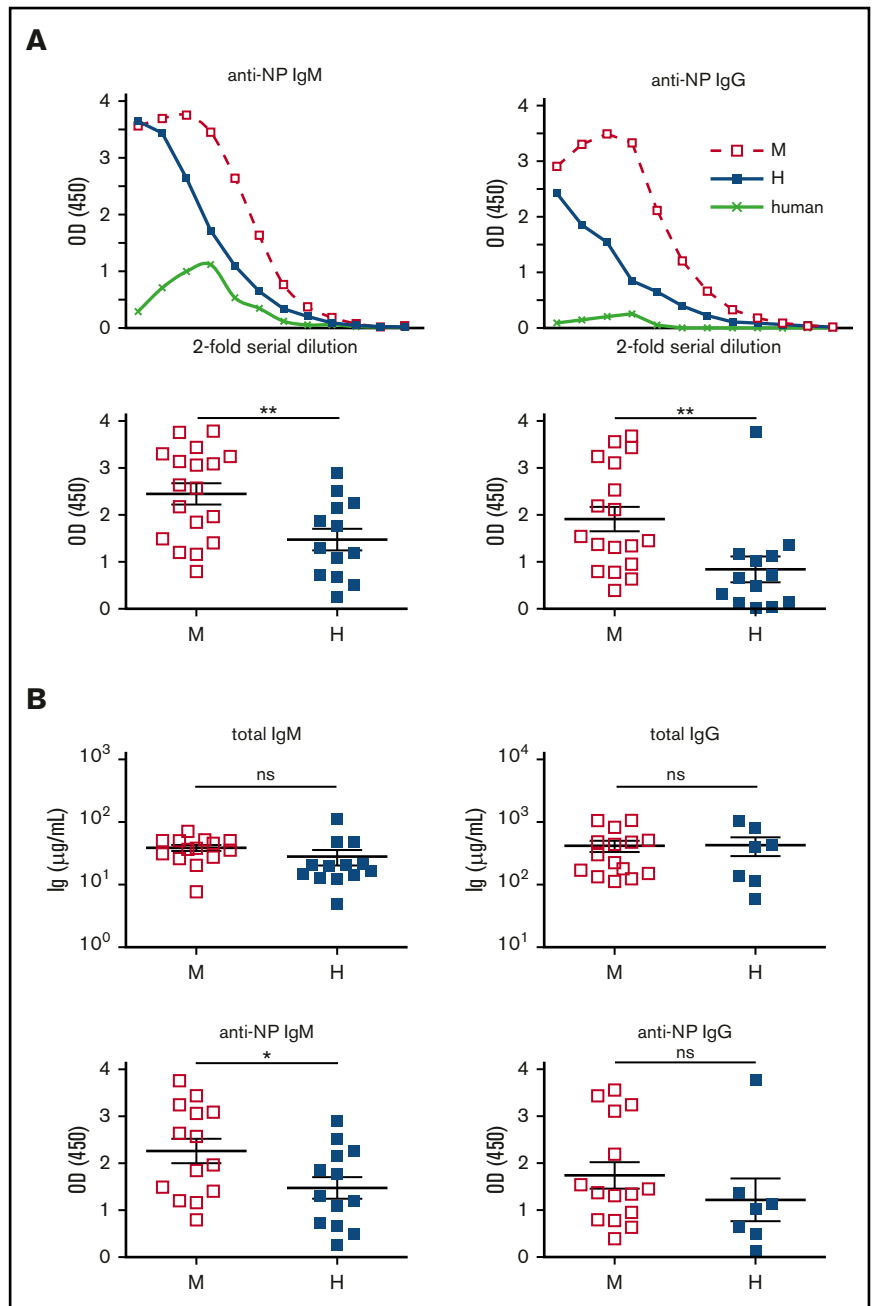 A
anti-NP IgM
OD (450)
4
3
2
1
0
2-fold serial dilution
anti-NP IgG
OD (450)
4
3
2
1
0
2-fold serial dilution
M
H
human
**
OD (450)
4
3
2
1
0
M
H
**
OD (450)
4
3
2
1
0
M
H
B
total IgM
ns
Ig (μg/mL)
10³
10²
10¹
10⁰
M
H
total IgG
ns
10⁴
10³
10²
10¹
M
H
anti-NP IgM
*
OD (450)
4
3
2
1
0
M
H
anti-NP IgG
ns
OD (450)
4
3
2
1
0
M
H